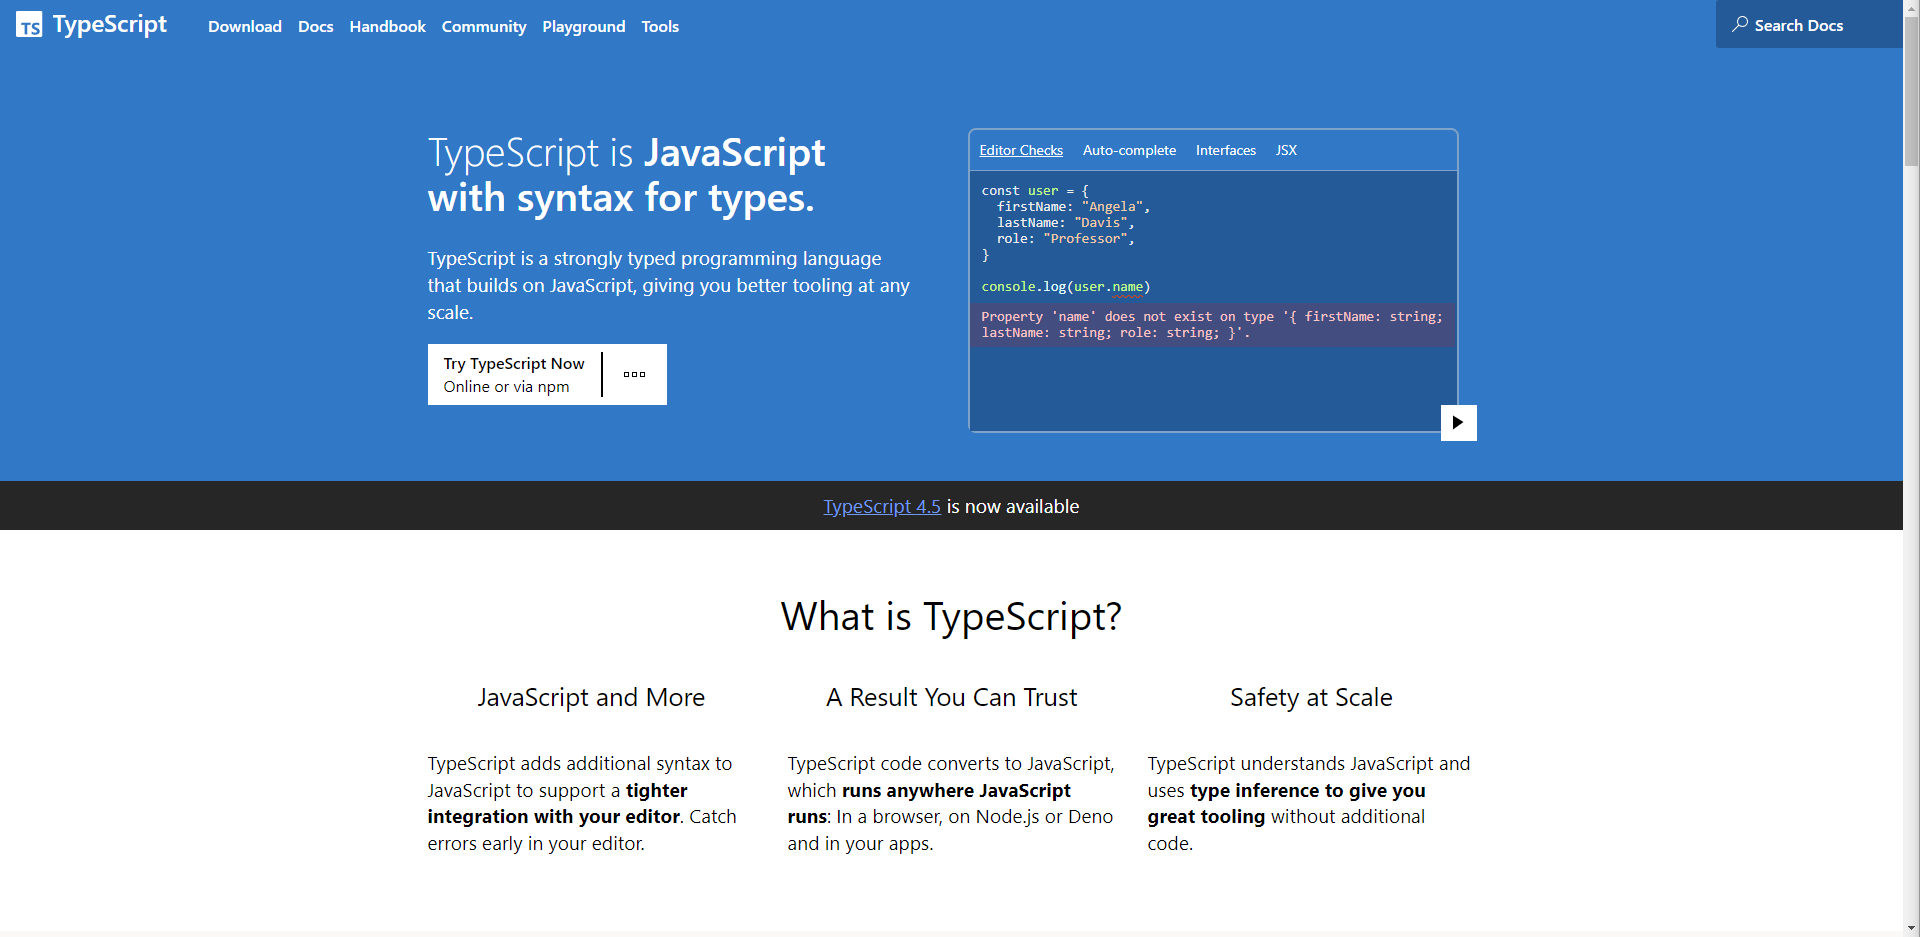 TS TypeScript Download Docs Handbook Community Playground Tools Search Docs
TypeScript is JavaScript
with syntax for types.
TypeScript is a strongly typed programming language
that builds on JavaScript, giving you better tooling at any
scale.
Try TypeScript Now
Online or via npm
Editor Checks Auto-complete Interfaces JSX
const user = {
firstName: "Angela",
lastName: "Davis",
role: "Professor",
}
console.log(user.name)
Property 'name' does not exist on type '{ firstName: string;
lastName: string; role: string; }'.
TypeScript 4.5 is now available
What is TypeScript?
JavaScript and More
TypeScript adds additional syntax to
JavaScript to support a tighter
integration with your editor. Catch
errors early in your editor.
A Result You Can Trust
TypeScript code converts to JavaScript,
which runs anywhere JavaScript
runs: In a browser, on Node.js or Deno
and in your apps.
Safety at Scale
TypeScript understands JavaScript and
uses type inference to give you
great tooling without additional
code.